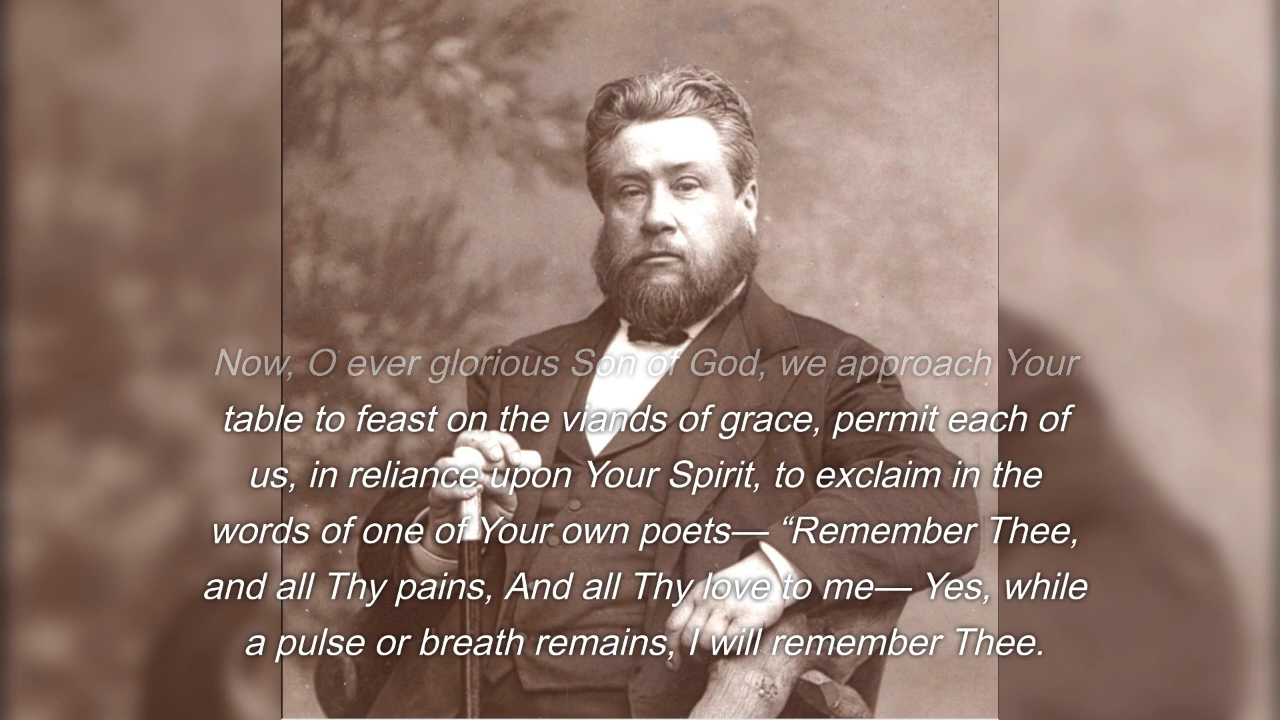 Now, O ever glorious Son of God, we approach Your
table to feast on the viands of grace, permit each of
us, in reliance upon Your Spirit, to exclaim in the
words of one of Your own poets— “Remember Thee,
and all Thy pains, And all Thy love to me— Yes, while
a pulse or breath remains, I will remember Thee.